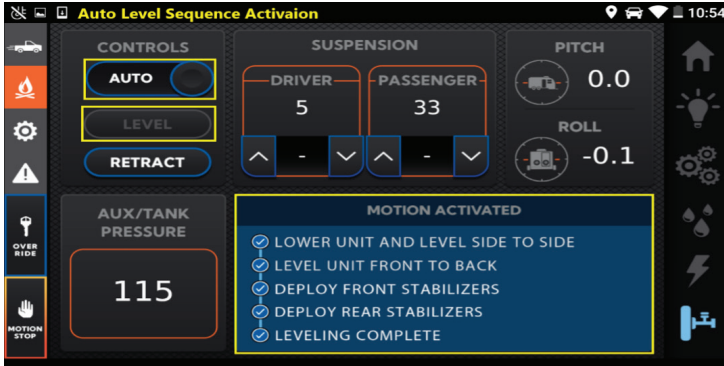 Auto Level Sequence Activaion
10:54
CONTROLS
AUTO
LEVEL
RETRACT
SUSPENSION
DRIVER
5
-
PASSENGER
33
-
PITCH
0.0
ROLL
-0.1
OVER
RIDE
MOTION
STOP
AUX/TANK
PRESSURE
115
MOTION ACTIVATED
LOWER UNIT AND LEVEL SIDE TO SIDE
LEVEL UNIT FRONT TO BACK
DEPLOY FRONT STABILIZERS
DEPLOY REAR STABILIZERS
LEVELING COMPLETE